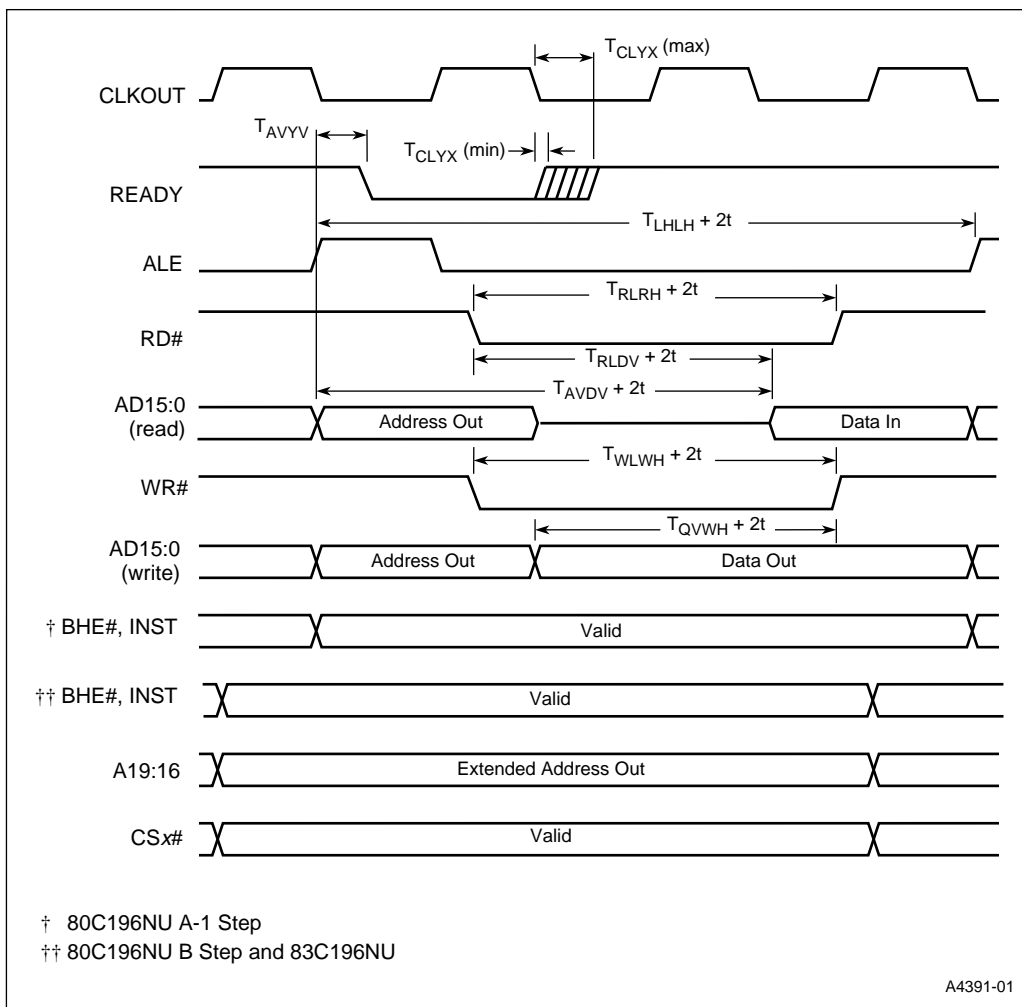 T_CLYX (max)
CLKOUT
T_AVYV
T_CLYX (min)
READY
T_LHLH + 2t
ALE
T_RLRH + 2t
RD#
T_RLDV + 2t
T_AVDV + 2t
AD15:0
(read)
Address Out
Data In
T_WLWH + 2t
WR#
T_QVWH + 2t
AD15:0
(write)
Address Out
Data Out
† BHE#, INST
Valid
†† BHE#, INST
Valid
A19:16
Extended Address Out
CSx#
Valid
† 80C196NU A-1 Step
†† 80C196NU B Step and 83C196NU
A4391-01